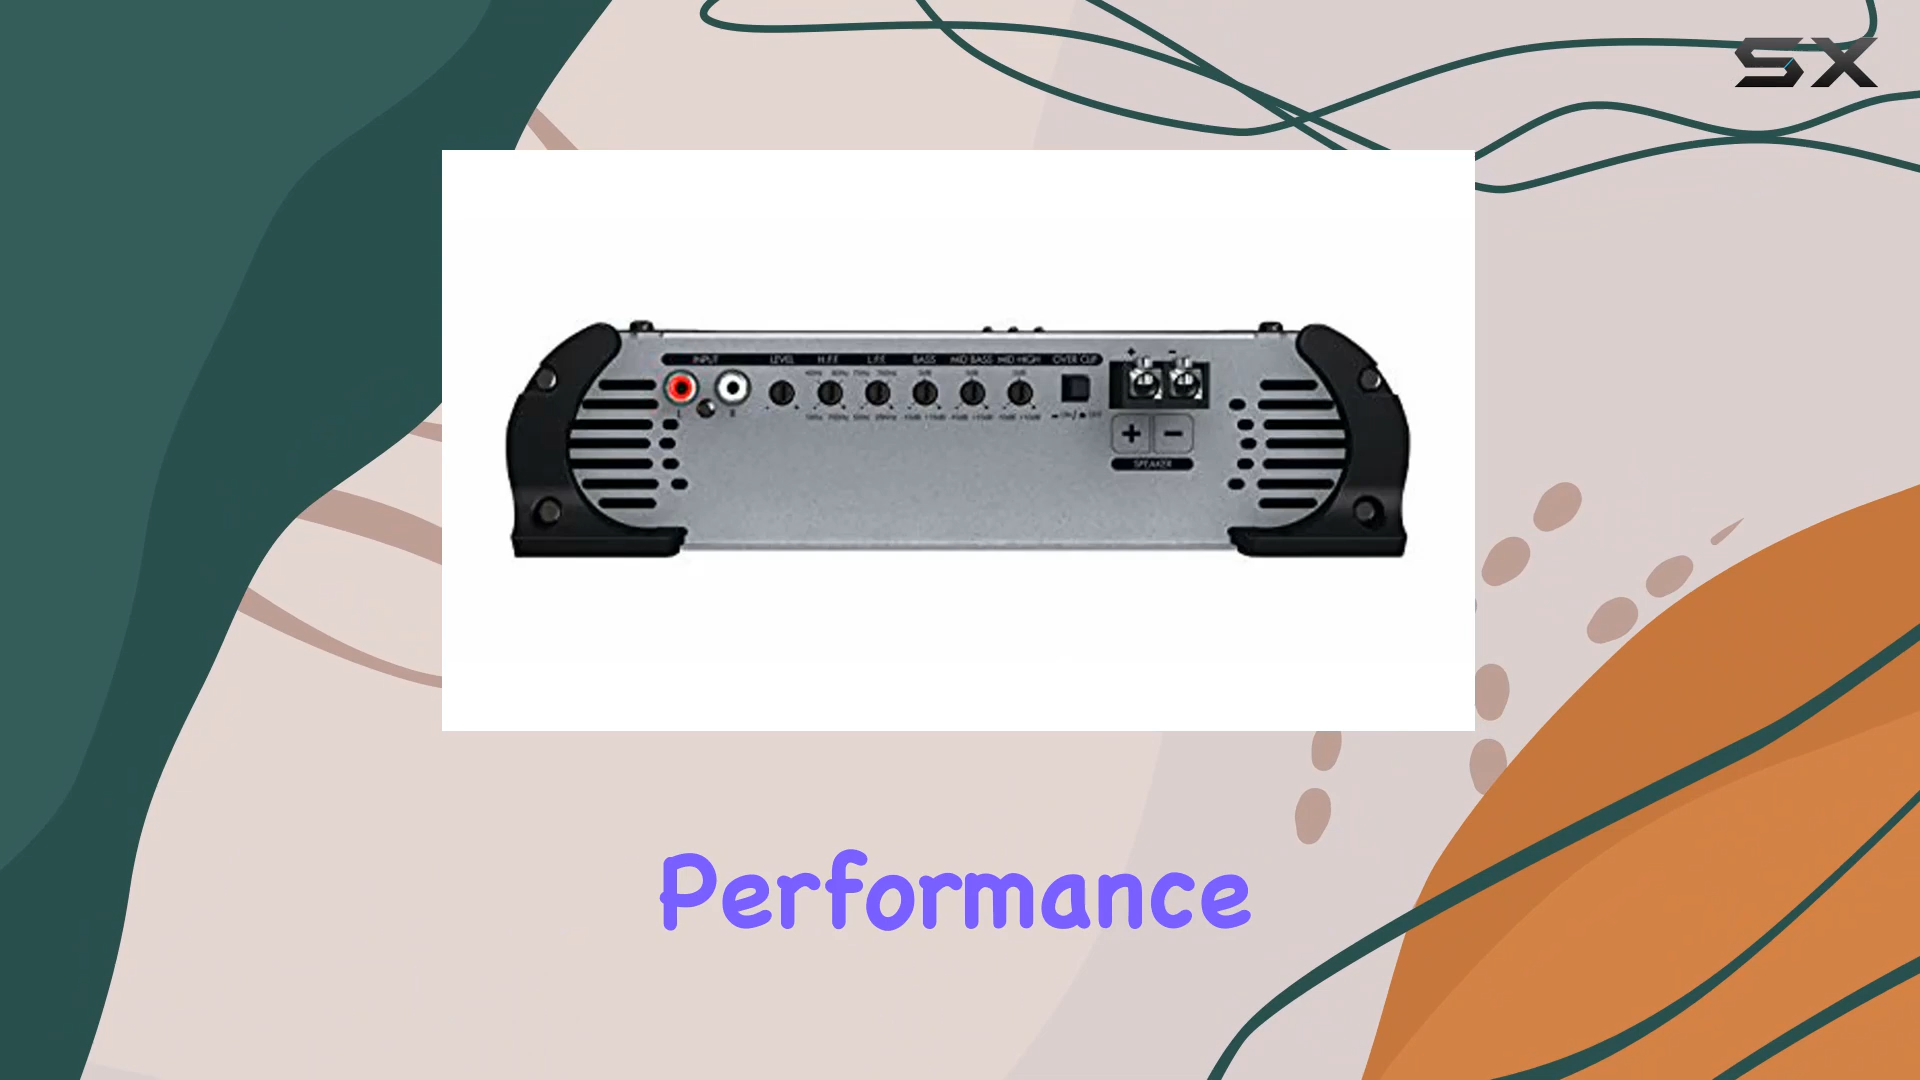 SX
INPUT LEVEL H.P.F. L.P.F. BASS MID BASS MID HIGH OVER CLIP
+ −
L R
+ −
SPEAKER
Performance